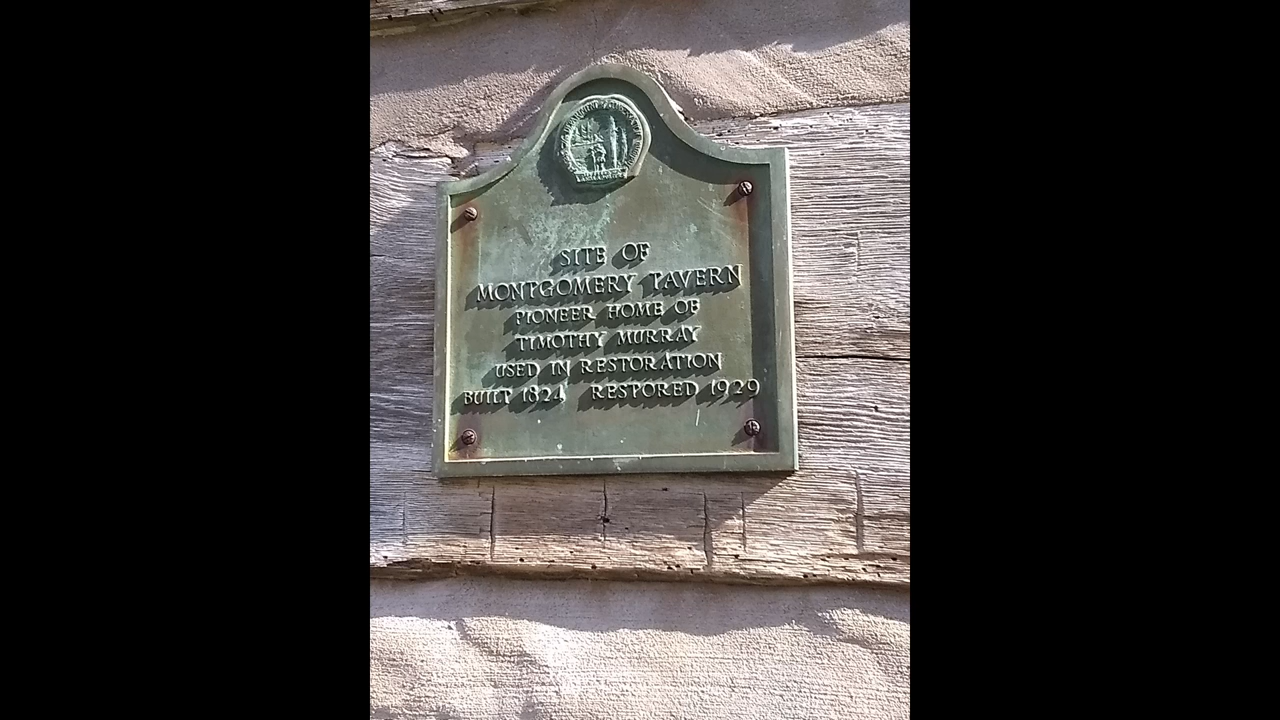 SITE OF
MONTGOMERY TAVERN
PIONEER HOME OF
TIMOTHY MURRAY
USED IN RESTORATION
BUILT 1824 RESTORED 1929